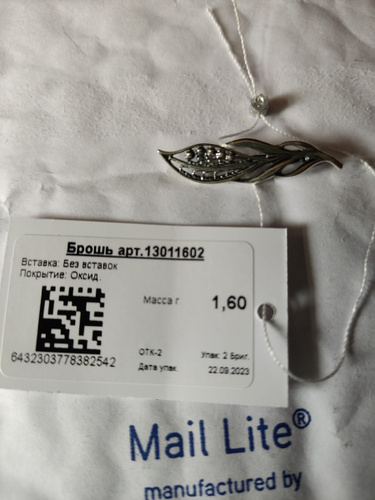 Брошь арт.13011602
Вставка: Без вставок
Покрытие: Оксид.
Масса г. 1,60
6432303778382542
ОТК-2 Упак: 2 Бриг.
Дата упак. 22.09.2023
Mail Lite®
manufactured by